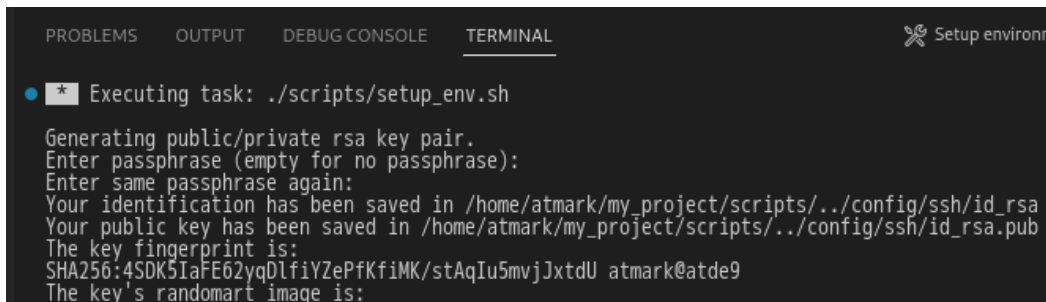 PROBLEMS OUTPUT DEBUG CONSOLE TERMINAL Setup environm
* Executing task: ./scripts/setup_env.sh
Generating public/private rsa key pair.
Enter passphrase (empty for no passphrase):
Enter same passphrase again:
Your identification has been saved in /home/atmark/my_project/scripts/../config/ssh/id_rsa
Your public key has been saved in /home/atmark/my_project/scripts/../config/ssh/id_rsa.pub
The key fingerprint is:
SHA256:4SDK5IaFE62yqDlfiYZePfKfiMK/stAqIu5mvjJxtdU atmark@atde9
The key's randomart image is: